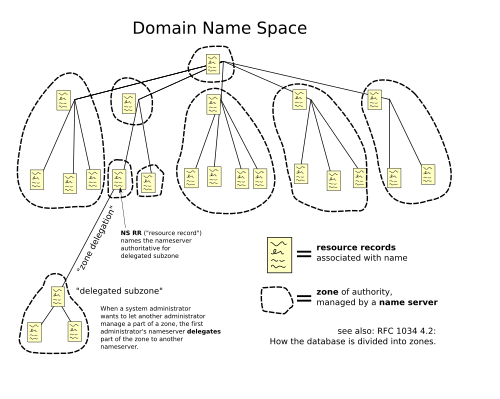 Domain Name Space
NS RR ("resource record")
names the nameserver
authoritative for
delegated subzone
"zone delegation"
resource records
associated with name
"delegated subzone"
zone of authority,
managed by a name server
When a system administrator
wants to let another administrator
manage a part of a zone, the first
administrator's nameserver delegates
part of the zone to another
nameserver.
see also: RFC 1034 4.2:
How the database is divided into zones.